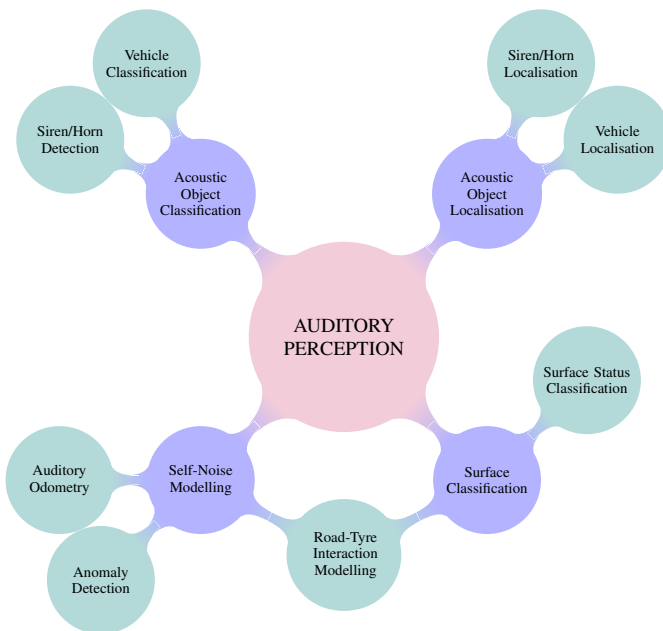 Vehicle
Classification
Siren/Horn
Localisation
Siren/Horn
Detection
Vehicle
Localisation
Acoustic
Object
Classification
Acoustic
Object
Localisation
AUDITORY
PERCEPTION
Surface Status
Classification
Auditory
Odometry
Self-Noise
Modelling
Surface
Classification
Road-Tyre
Interaction
Modelling
Anomaly
Detection